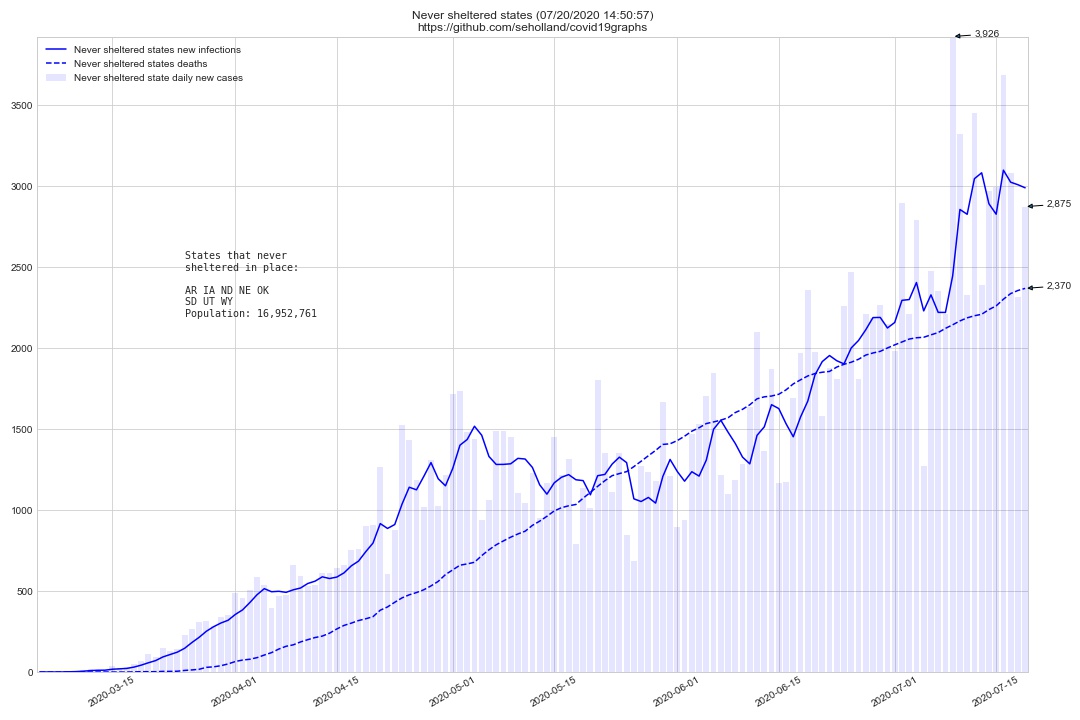 Never sheltered states (07/20/2020 14:50:57)
https://github.com/seholland/covid19graphs
3,926
Never sheltered states new infections
Never sheltered states deaths
Never sheltered state daily new cases
3500
3000
2,875
States that never
sheltered in place:
2500
AR IA ND NE OK
2,370
SD UT WY
Population: 16,952,761
2000
1500
1000
500
0
2020-03-15
2020-04-01
2020-04-15
2020-05-01
2020-05-15
2020-06-01
2020-06-15
2020-07-01
2020-07-15